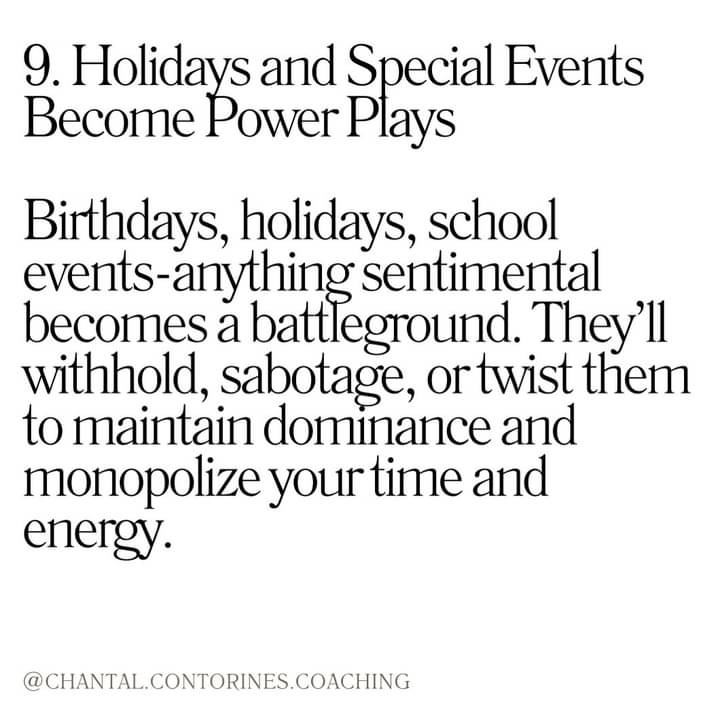 9. Holidays and Special Events
Become Power Plays
Birthdays, holidays, school
events-anything sentimental
becomes a battleground. They’ll
withhold, sabotage, or twist them
to maintain dominance and
monopolize your time and
energy.
@CHANTAL.CONTORINES.COACHING